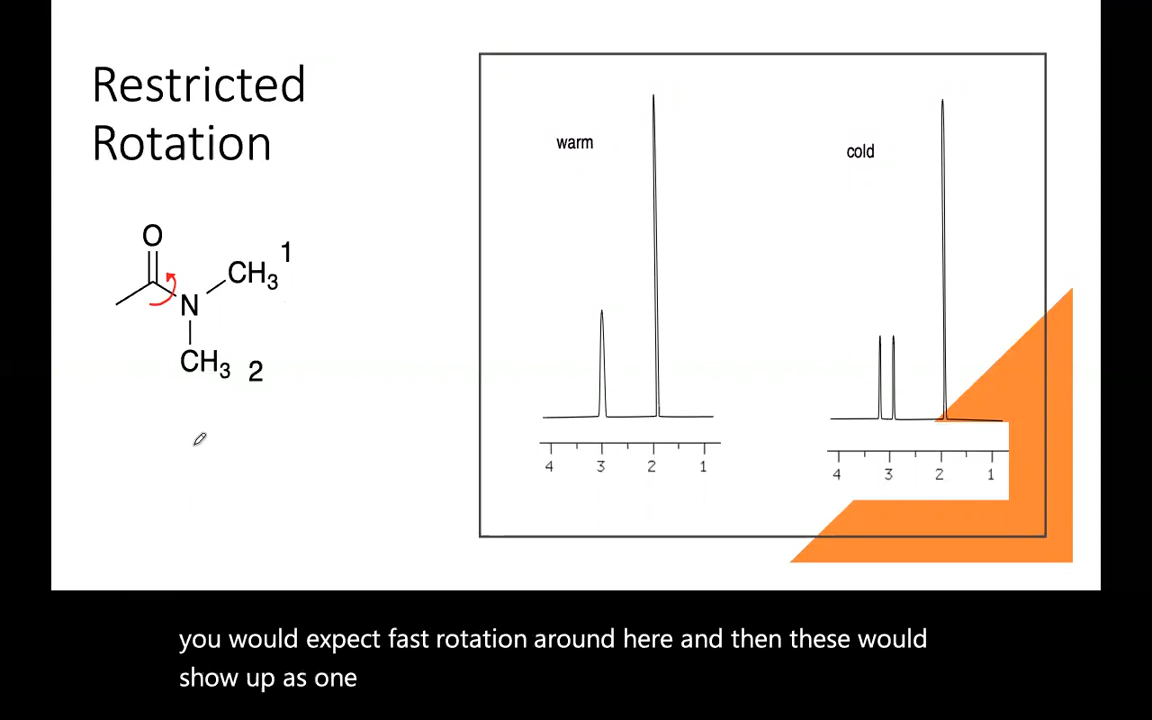 Restricted
Rotation
warm
cold
O
CH3 1
N
CH3 2
4 3 2 1
4 3 2 1
you would expect fast rotation around here and then these would
show up as one